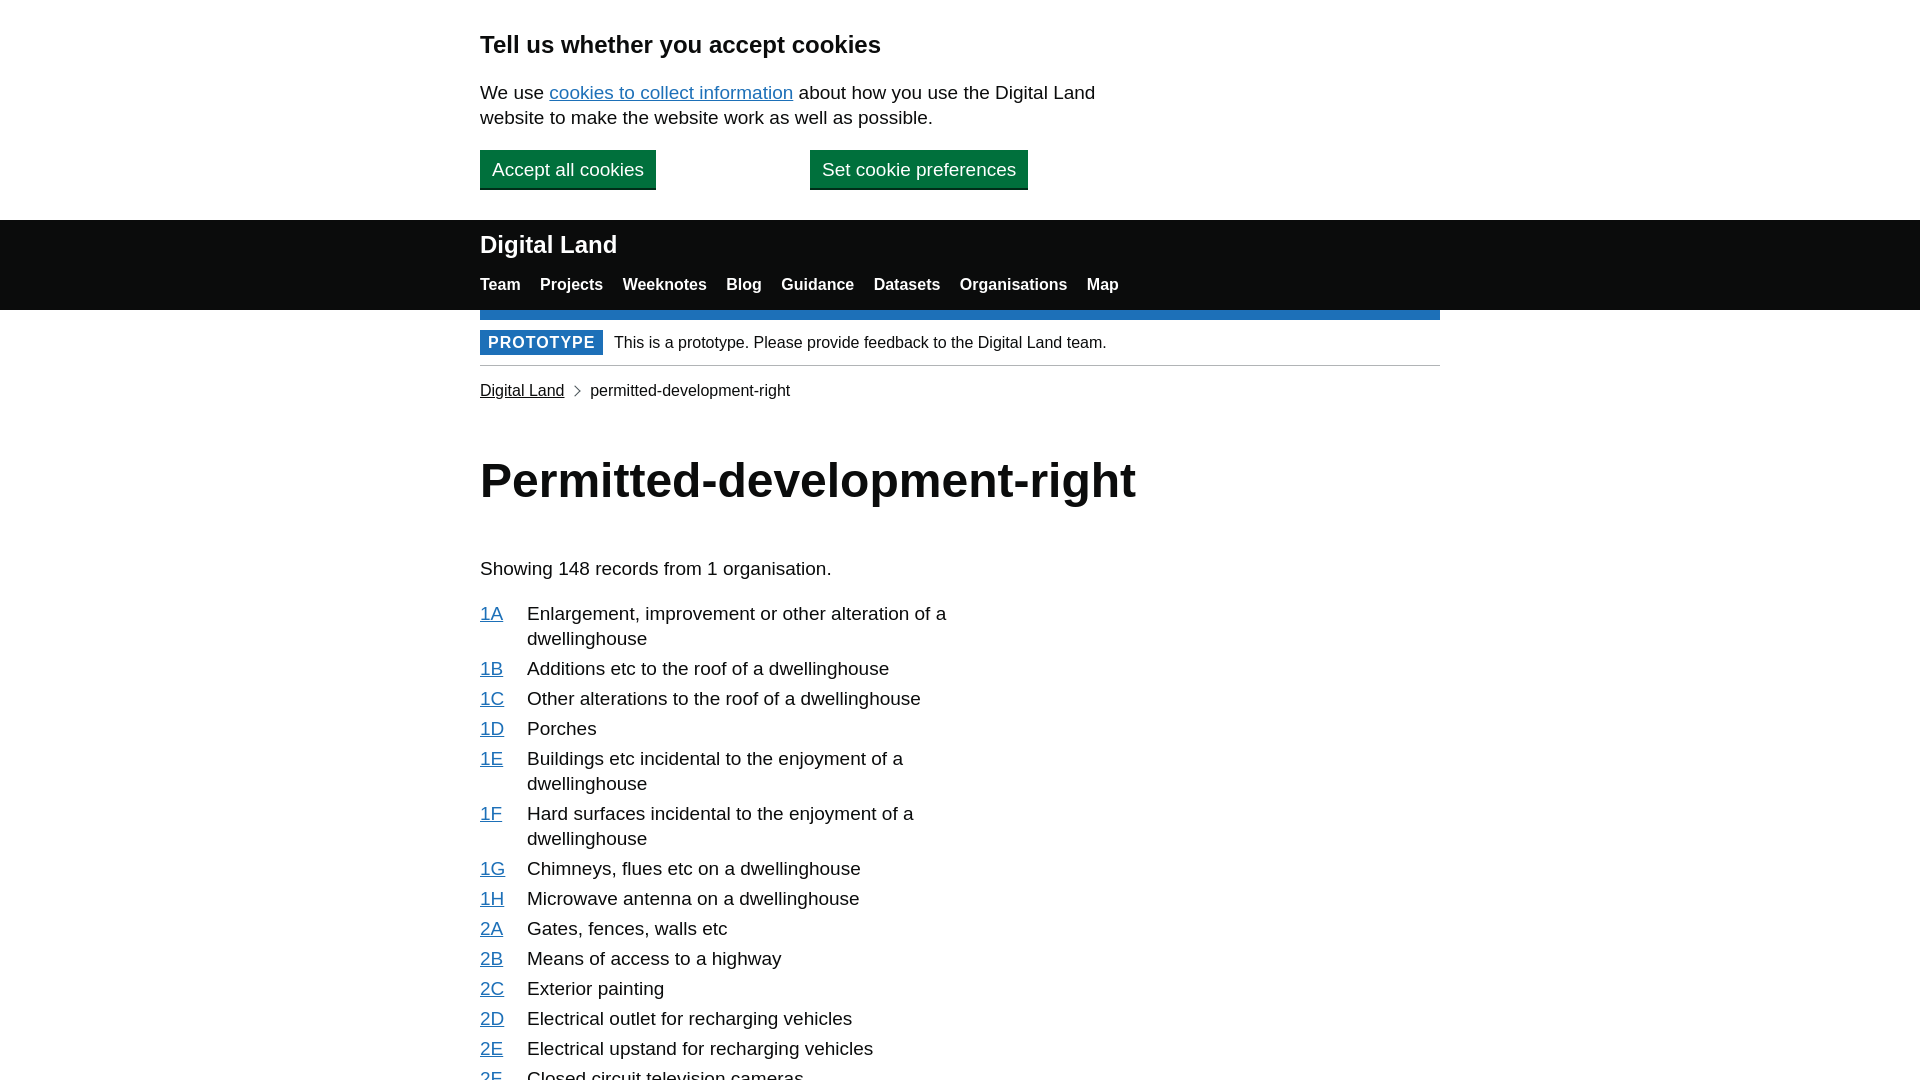 Tell us whether you accept cookies
We use cookies to collect information about how you use the Digital Land
website to make the website work as well as possible.
Accept all cookies
Set cookie preferences
Digital Land
Team Projects Weeknotes Blog Guidance Datasets Organisations Map
PROTOTYPE This is a prototype. Please provide feedback to the Digital Land team.
Digital Land permitted-development-right
Permitted-development-right
Showing 148 records from 1 organisation.
1A Enlargement, improvement or other alteration of a
dwellinghouse
1B Additions etc to the roof of a dwellinghouse
1C Other alterations to the roof of a dwellinghouse
1D Porches
1E Buildings etc incidental to the enjoyment of a
dwellinghouse
1F Hard surfaces incidental to the enjoyment of a
dwellinghouse
1G Chimneys, flues etc on a dwellinghouse
1H Microwave antenna on a dwellinghouse
2A Gates, fences, walls etc
2B Means of access to a highway
2C Exterior painting
2D Electrical outlet for recharging vehicles
2E Electrical upstand for recharging vehicles
2F Closed circuit television cameras